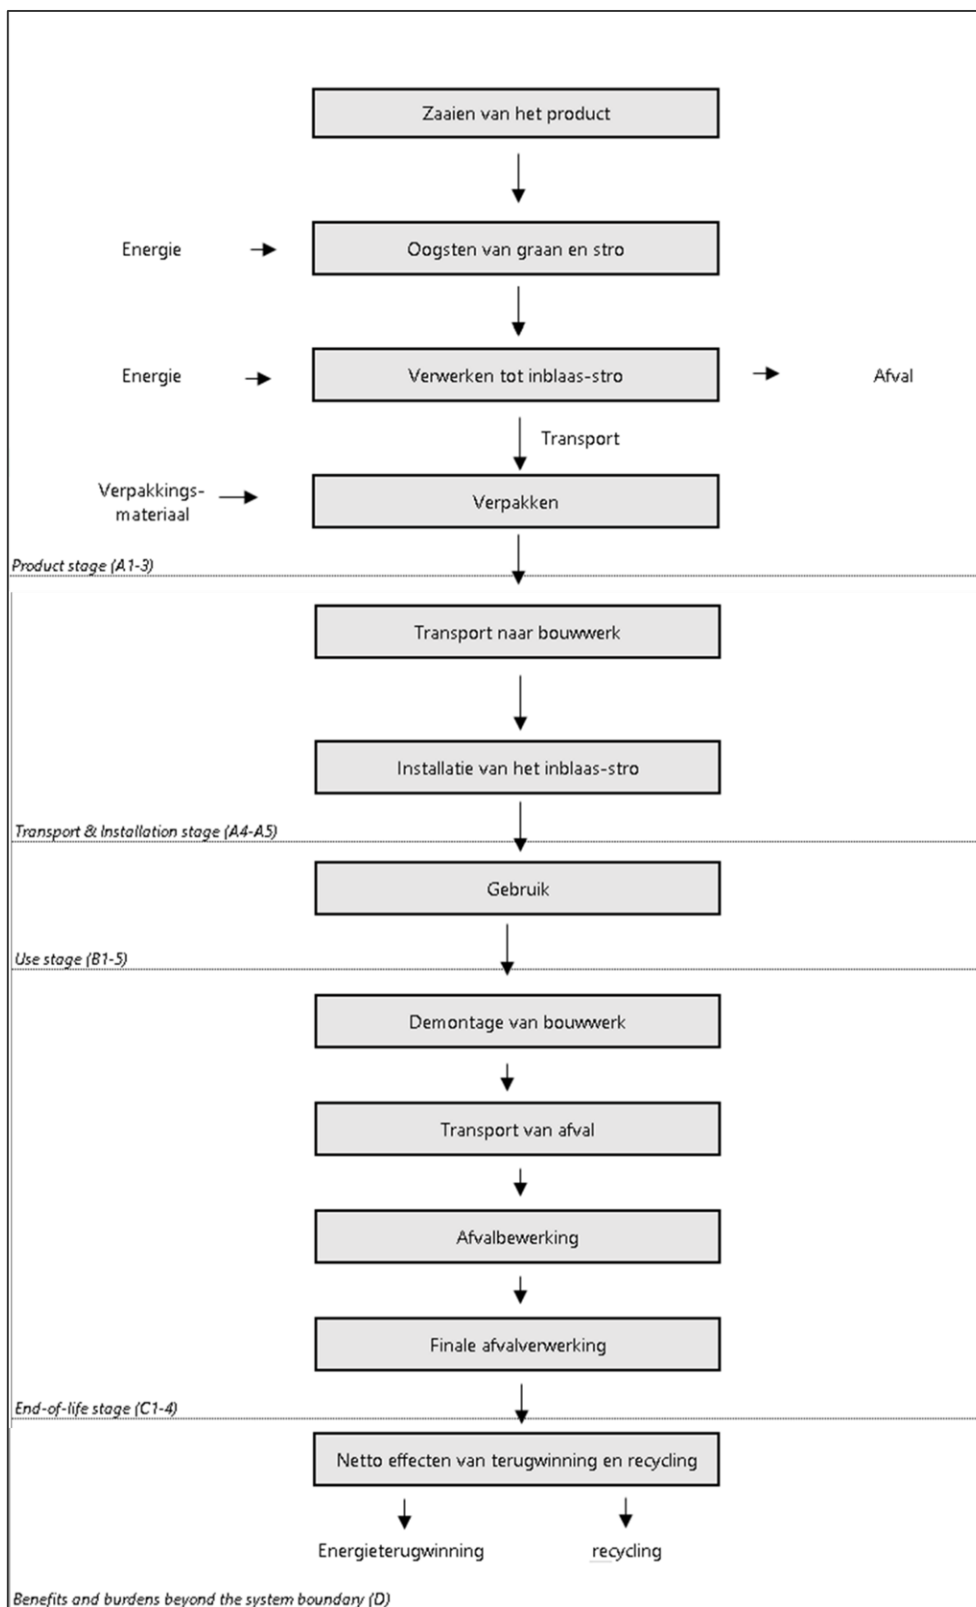 Zaaien van het product
Energie
Oogsten van graan en stro
Energie
Verwerken tot inblaas-stro
Afval
Transport
Verpakkings-
materiaal
Verpakken
Product stage (A1-3)
Transport naar bouwwerk
Installatie van het inblaas-stro
Transport & Installation stage (A4-A5)
Gebruik
Use stage (B1-5)
Demontage van bouwwerk
Transport van afval
Afvalbewerking
Finale afvalverwerking
End-of-life stage (C1-4)
Netto effecten van terugwinning en recycling
Energieterugwinning
recycling
Benefits and burdens beyond the system boundary (D)